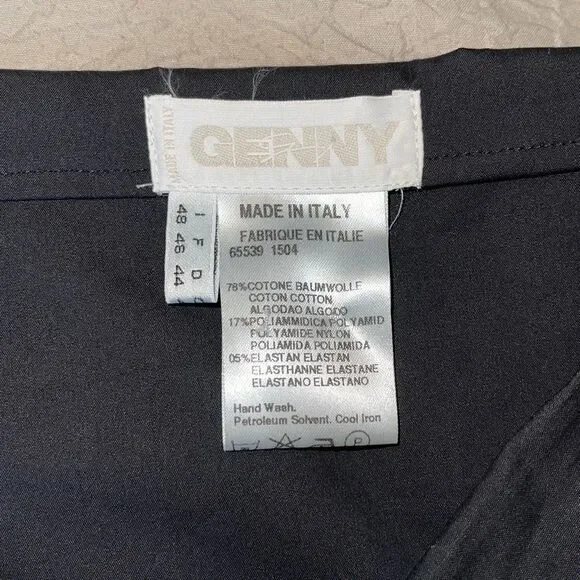 GENNY
MADE IN ITALY
MADE IN ITALY
FABRIQUE EN ITALIE
65539 1504
78%COTONE BAUMWOLLE
COTON COTTON
ALGODAO ALGODO
17%POLIAMMIDICA POLYAMID
POLYAMIDE NYLON
POLIAMIDA POLIAMIDA
05%ELASTAN ELASTAN
ELASTHANNE ELASTANE
ELASTANO ELASTANO
Hand Wash.
Petroleum Solvent. Cool Iron
P
I F D
48 48 44